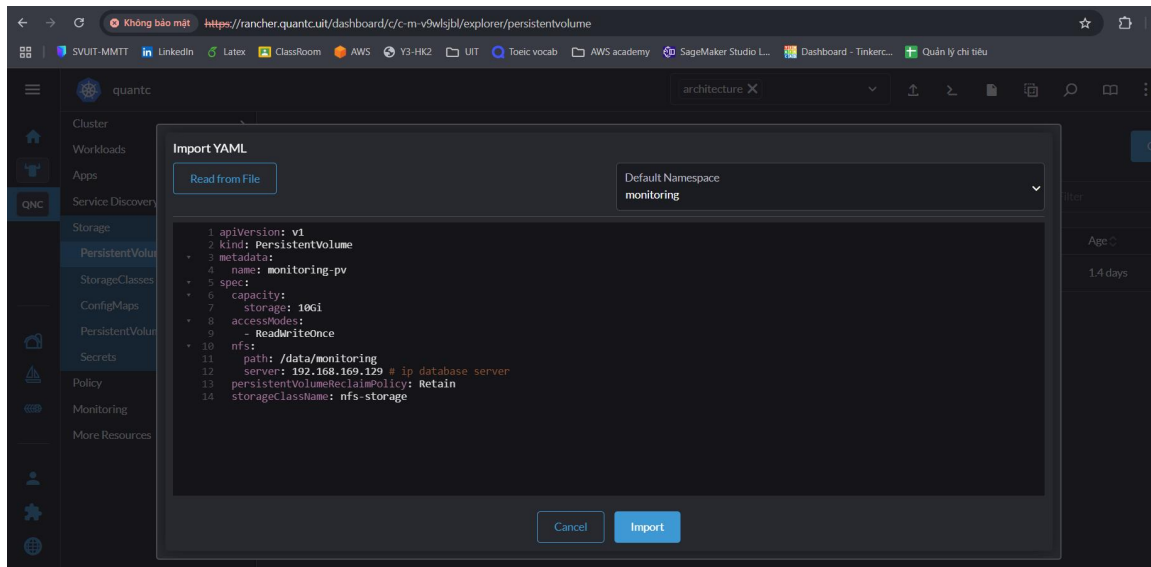 Không bảo mật https://rancher.quantc.uit/dashboard/c/c-m-v9wlsjbl/explorer/persistentvolume
SVUIT-MMTT LinkedIn Latex ClassRoom AWS Y3-HK2 UIT Toeic vocab AWS academy SageMaker Studio L... Dashboard - Tinkerc... Quản lý chi tiêu
quantc architecture
Cluster
Workloads
Apps
QNC
Service Discovery
Storage
PersistentVolu
StorageClasses
ConfigMaps
PersistentVolu
Secrets
Policy
Monitoring
More Resources
Import YAML
Read from File
Default Namespace
monitoring
1 apiVersion: v1
2 kind: PersistentVolume
3 metadata:
4 name: monitoring-pv
5 spec:
6 capacity:
7 storage: 10Gi
8 accessModes:
9 - ReadWriteOnce
10 nfs:
11 path: /data/monitoring
12 server: 192.168.169.129 # ip database server
13 persistentVolumeReclaimPolicy: Retain
14 storageClassName: nfs-storage
Cancel
Import
Filter
Age
1.4 days